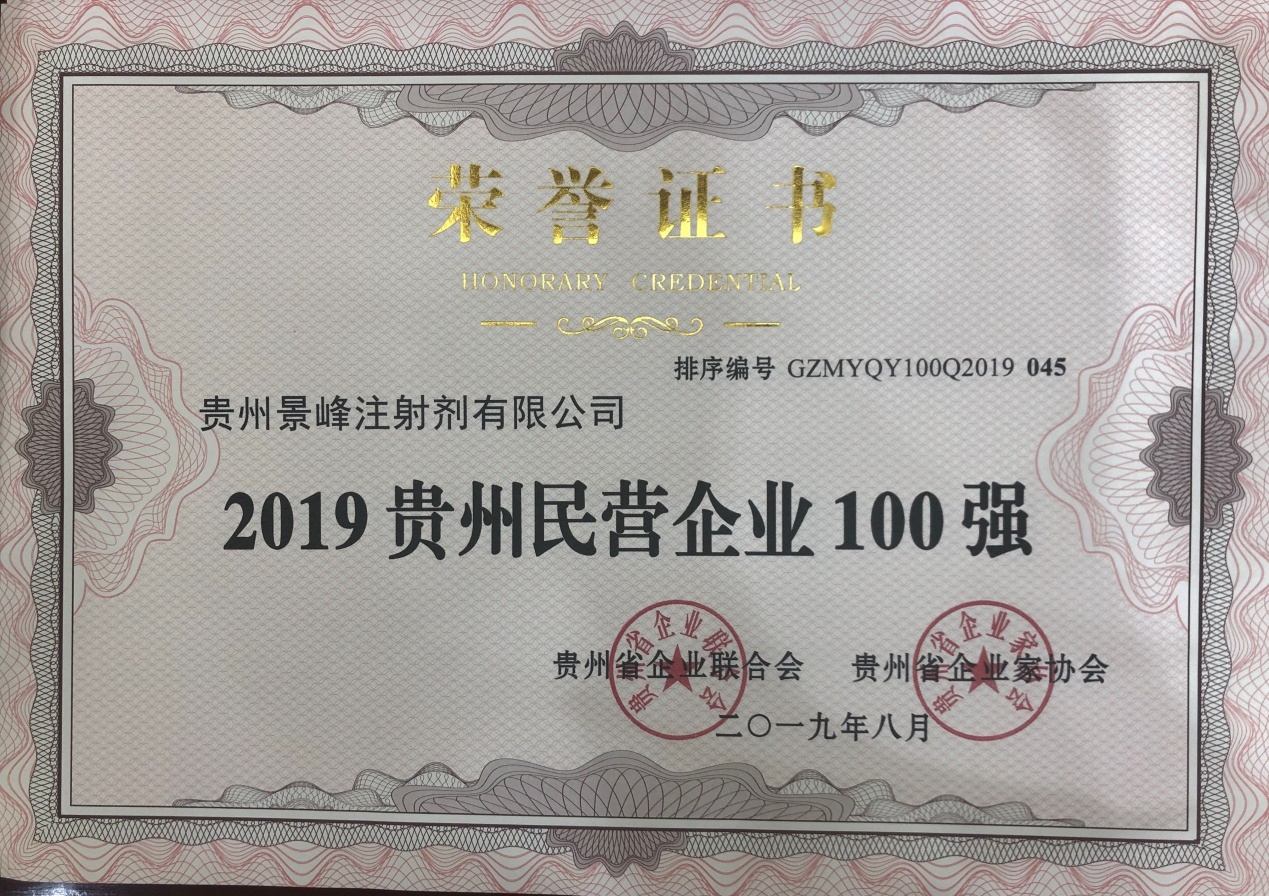 荣誉证书
HONORARY CREDENTIAL
排序编号 GZMYQY100Q2019 045
贵州景峰注射剂有限公司
2019贵州民营企业100强
贵州省企业联合会 贵州省企业家协会
二〇一九年八月